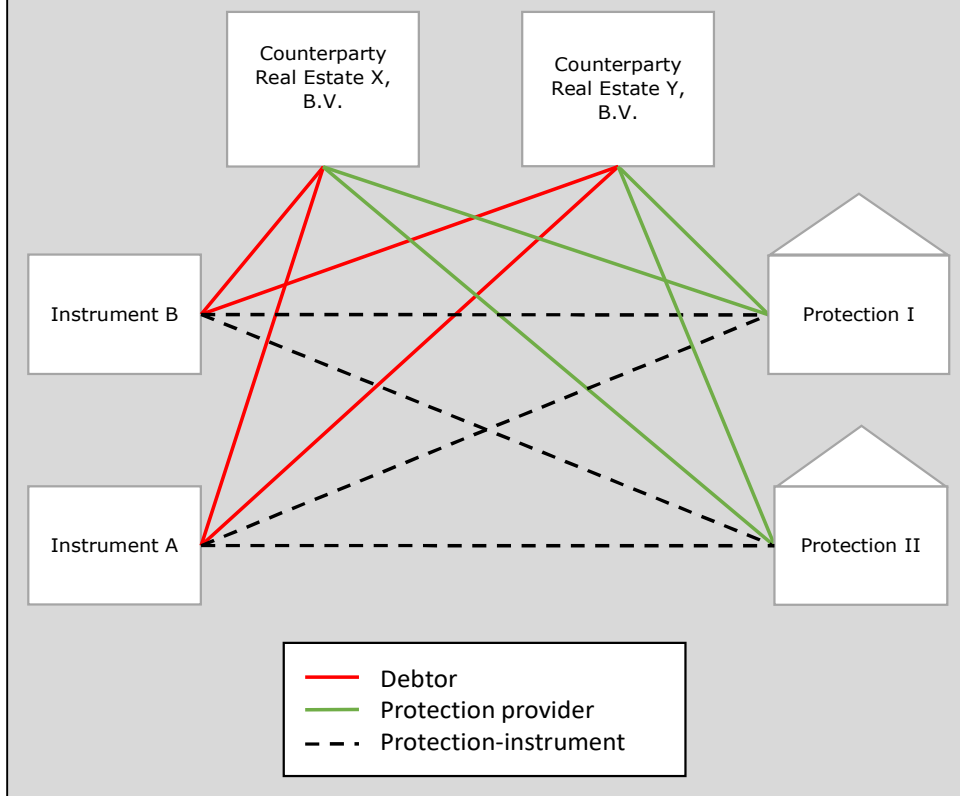 Counterparty
Real Estate X,
B.V.
Counterparty
Real Estate Y,
B.V.
Instrument B
Protection I
Instrument A
Protection II
Debtor
Protection provider
Protection-instrument